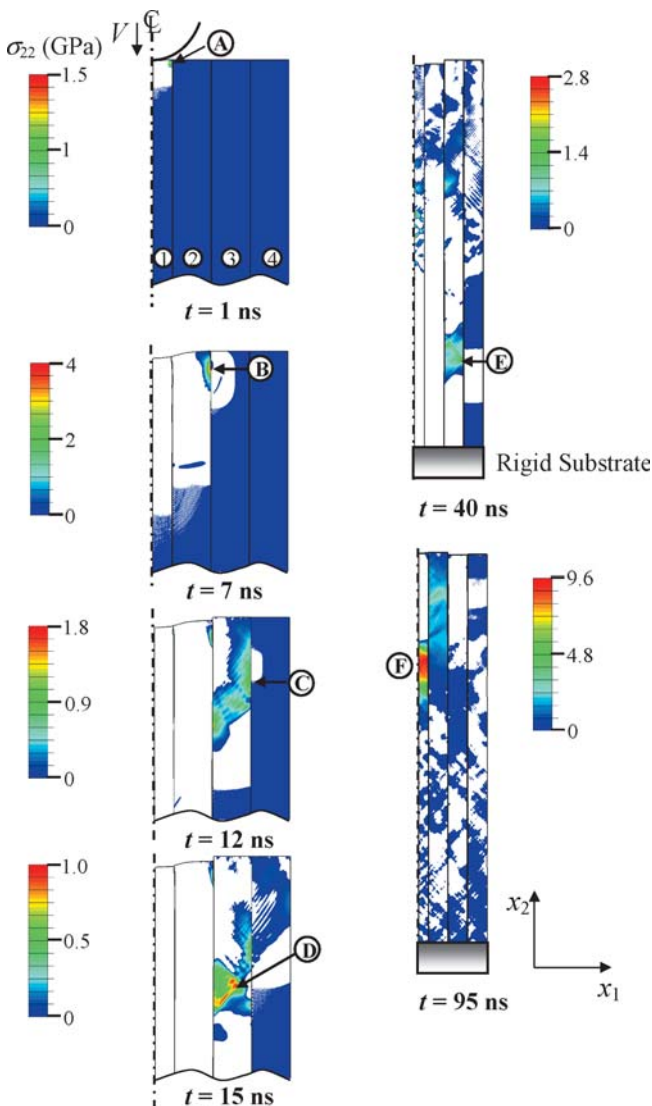 V ℄
σ22 (GPa)
A
1.5
1
0
1 2 3 4
t = 1 ns
4
2
0
B
t = 7 ns
1.8
0.9
0
C
t = 12 ns
1.0
0.5
0
D
t = 15 ns
2.8
1.4
0
E
Rigid Substrate
t = 40 ns
9.6
4.8
0
F
x2
x1
t = 95 ns